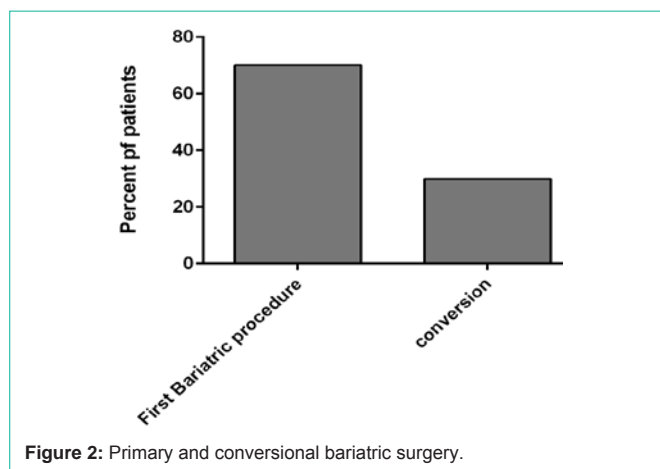 Percent pf patients
80
60
40
20
0
First Bariatric procedure
conversion
Figure 2: Primary and conversional bariatric surgery.